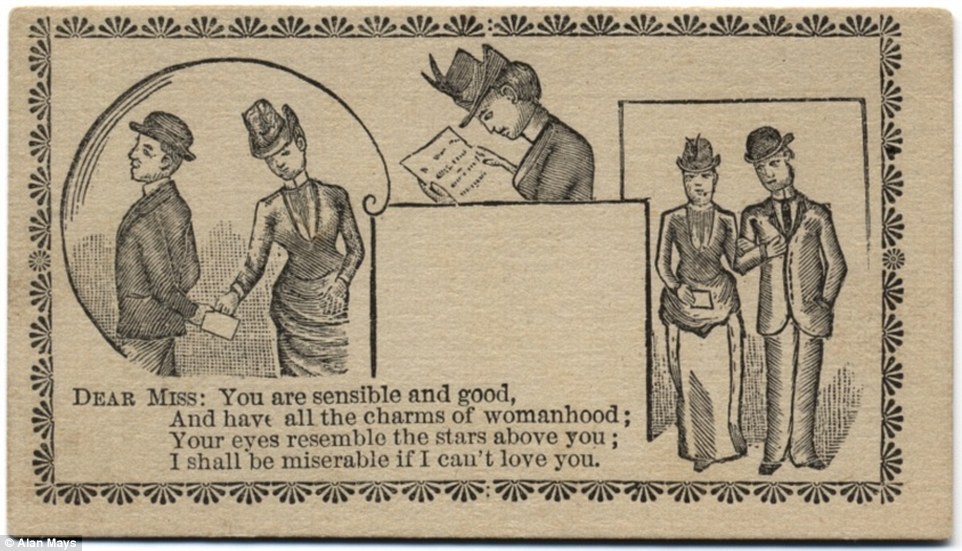 DEAR MISS: You are sensible and good,
And have all the charms of womanhood;
Your eyes resemble the stars above you;
I shall be miserable if I can't love you.
© Alan Mays